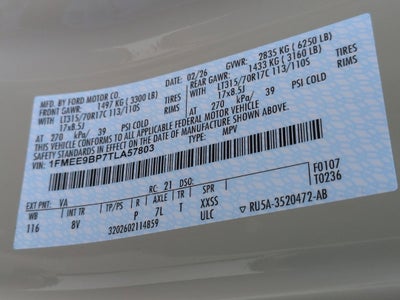 MFD. BY FORD MOTOR CO.
DATE: 02/26 GVWR: 2835 KG (6250 LB)
FRONT GAWR: 1497 KG (3300 LB) REAR GAWR: 1433 KG (3160 LB)
WITH LT315/70R17C 113/110S WITH LT315/70R17C 113/110S
17x8.5J 17x8.5J
AT 270 kPa/ 39 PSI COLD AT 270 kPa/ 39 PSI COLD
THIS VEHICLE CONFORMS TO ALL APPLICABLE FEDERAL MOTOR VEHICLE
SAFETY STANDARDS IN EFFECT ON THE DATE OF MANUFACTURE SHOWN ABOVE.
VIN: 1FMEE9BP7TLA57803 TYPE: MPV
F0107
T0236
EXT PNT: VA RC: 21 DSO:
WB INT TR TP/PS R AXLE TR SPR
116 8V P 7L T XXSS
3202602114859 ULC ▽ RU5A-3520472-AB